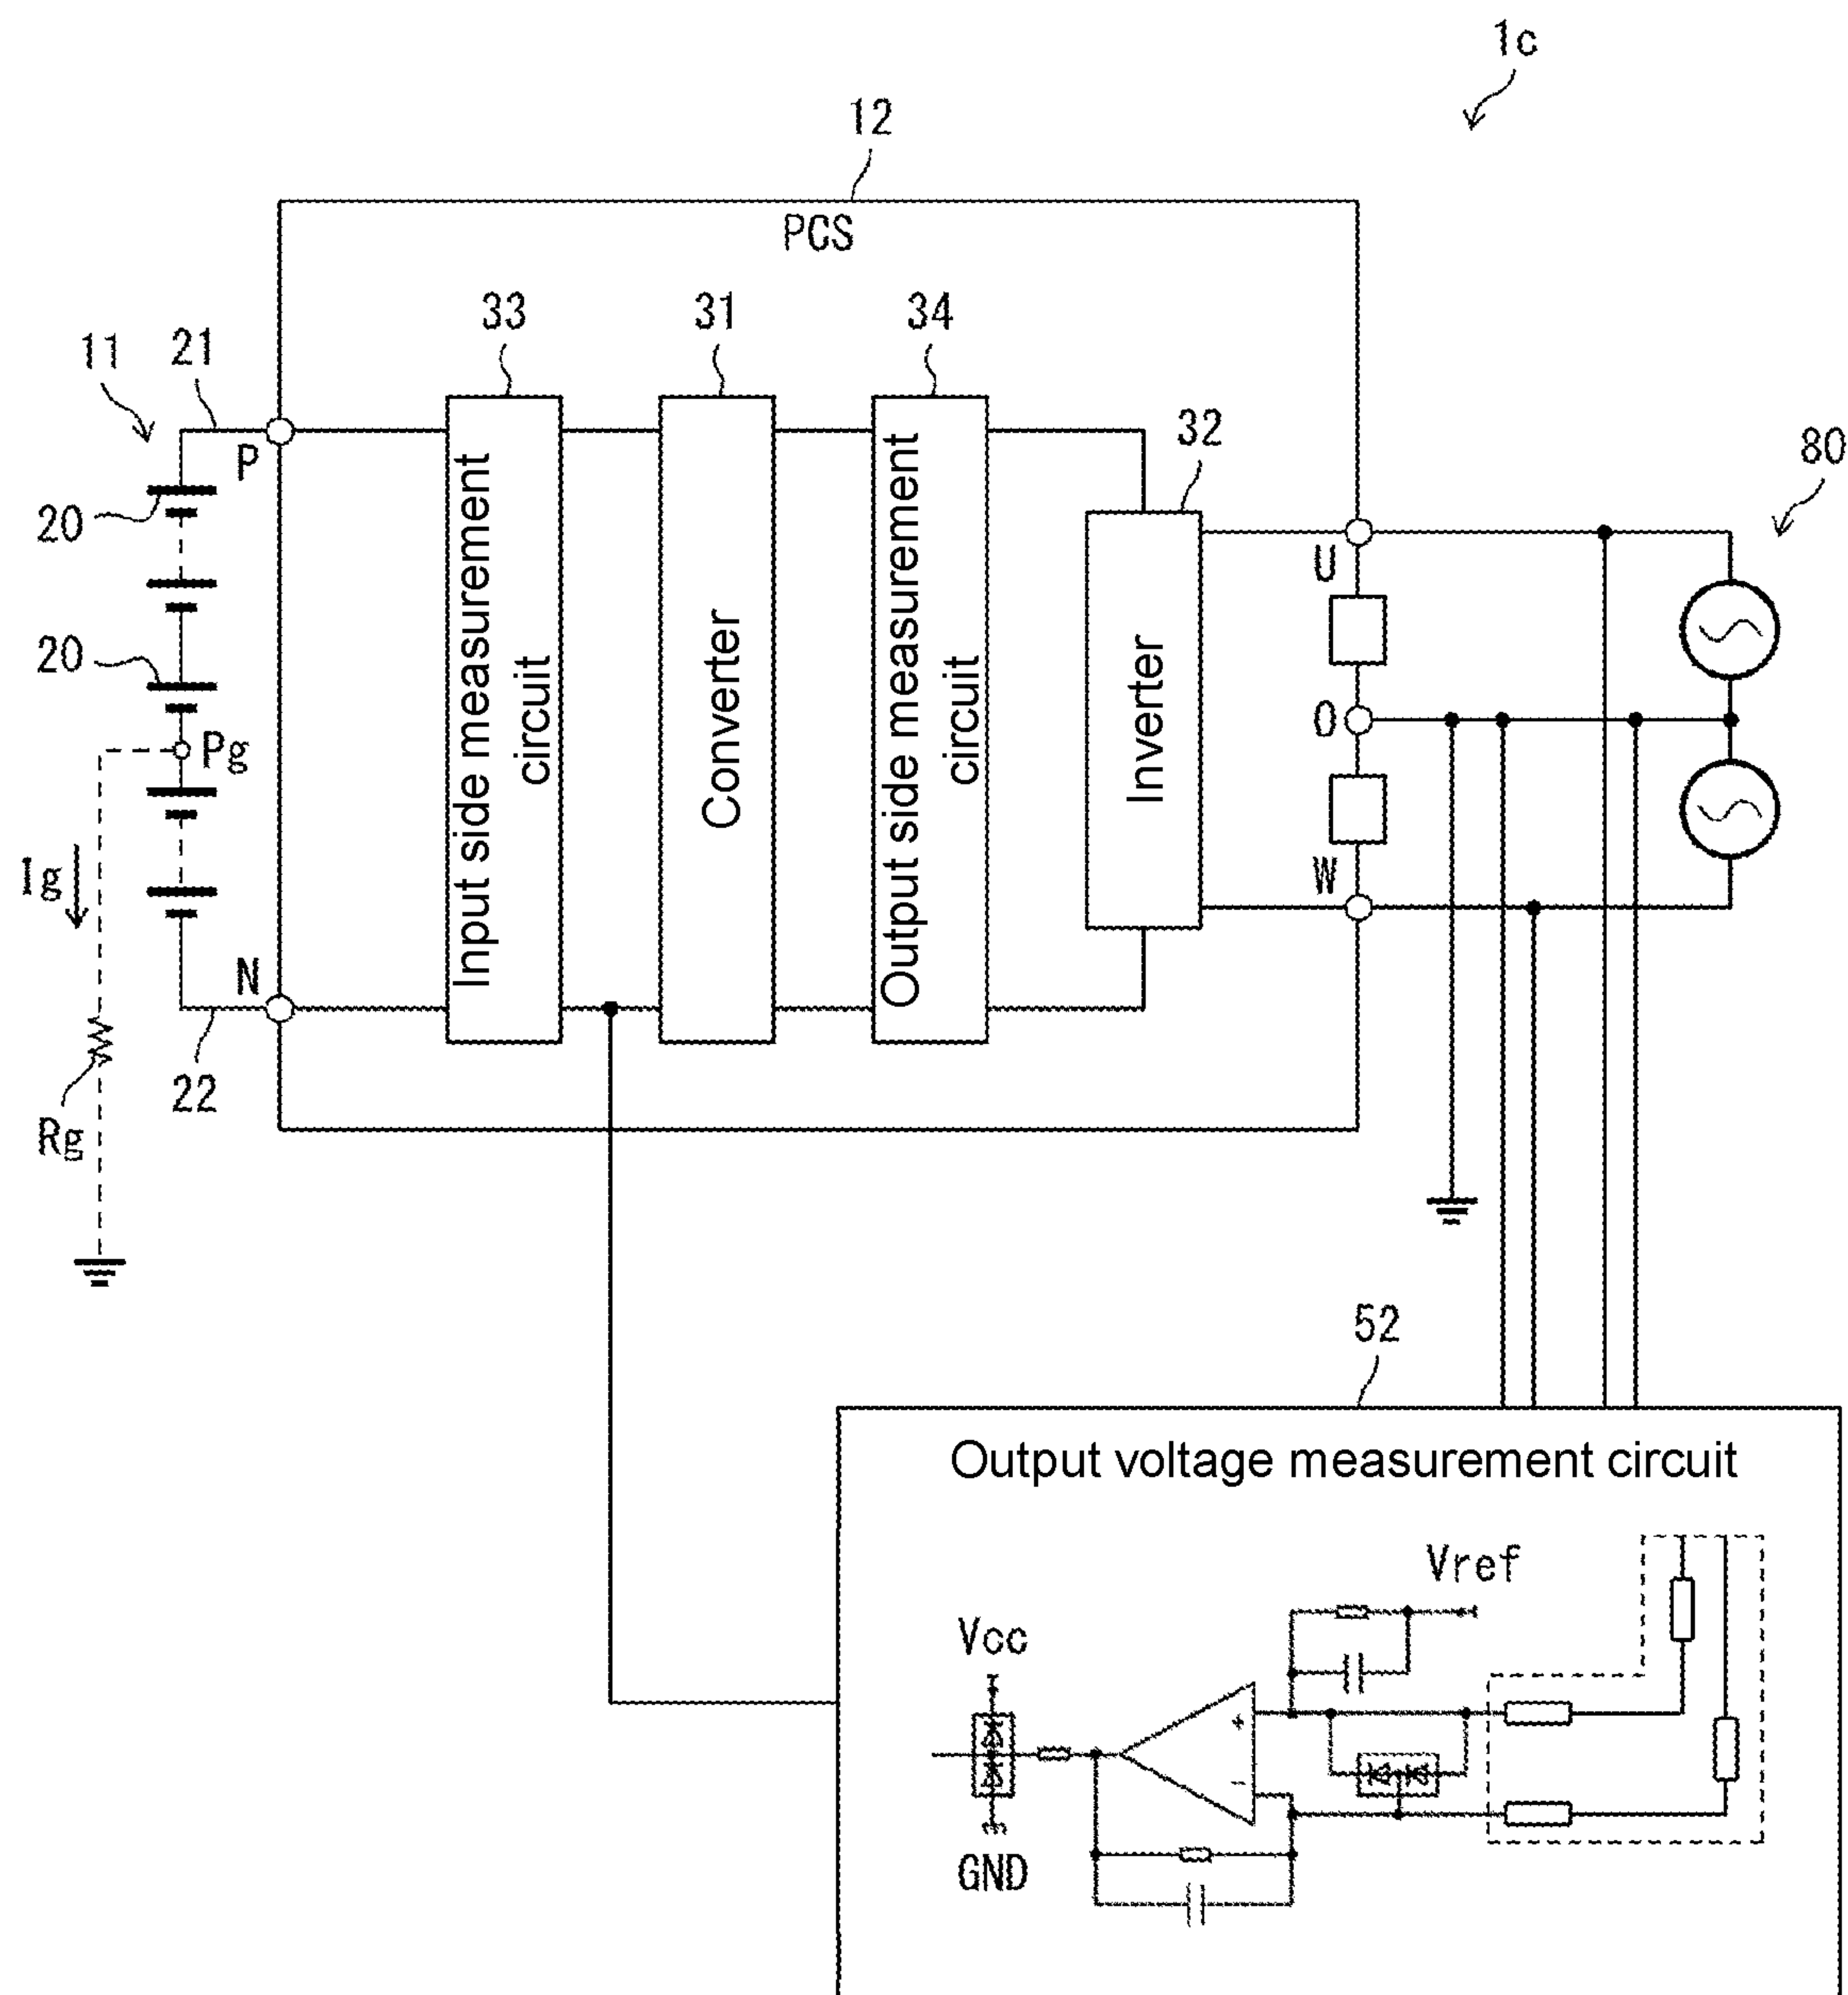 1c
12
PCS
33
31
34
11
21
P
32
80
20
U
20
Input side measurement
circuit
Converter
Output side measurement
circuit
Inverter
O
Pg
W
Ig
N
22
Rg
52
Output voltage measurement circuit
Vref
Vcc
+
−
GND